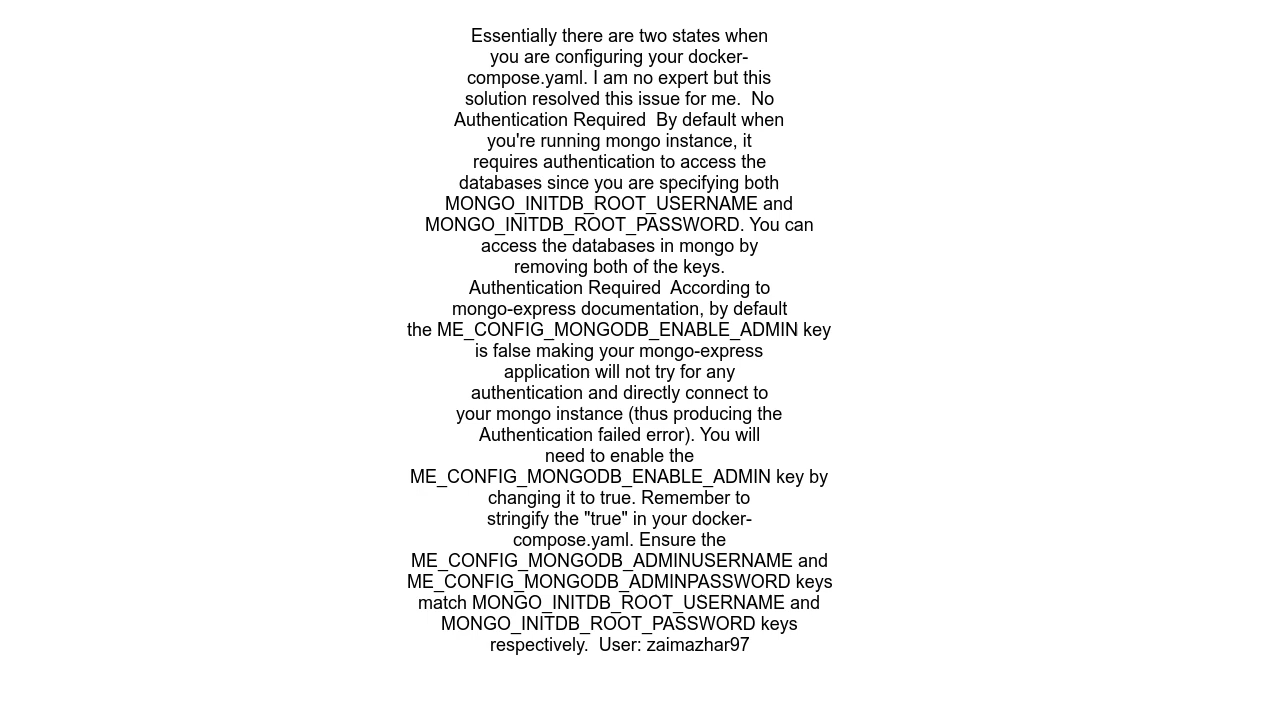 Essentially there are two states when
you are configuring your docker-
compose.yaml. I am no expert but this
solution resolved this issue for me.  No
Authentication Required  By default when
you're running mongo instance, it
requires authentication to access the
databases since you are specifying both
MONGO_INITDB_ROOT_USERNAME and
MONGO_INITDB_ROOT_PASSWORD. You can
access the databases in mongo by
removing both of the keys.
Authentication Required  According to
mongo-express documentation, by default
the ME_CONFIG_MONGODB_ENABLE_ADMIN key
is false making your mongo-express
application will not try for any
authentication and directly connect to
your mongo instance (thus producing the
Authentication failed error). You will
need to enable the
ME_CONFIG_MONGODB_ENABLE_ADMIN key by
changing it to true. Remember to
stringify the "true" in your docker-
compose.yaml. Ensure the
ME_CONFIG_MONGODB_ADMINUSERNAME and
ME_CONFIG_MONGODB_ADMINPASSWORD keys
match MONGO_INITDB_ROOT_USERNAME and
MONGO_INITDB_ROOT_PASSWORD keys
respectively.  User: zaimazhar97